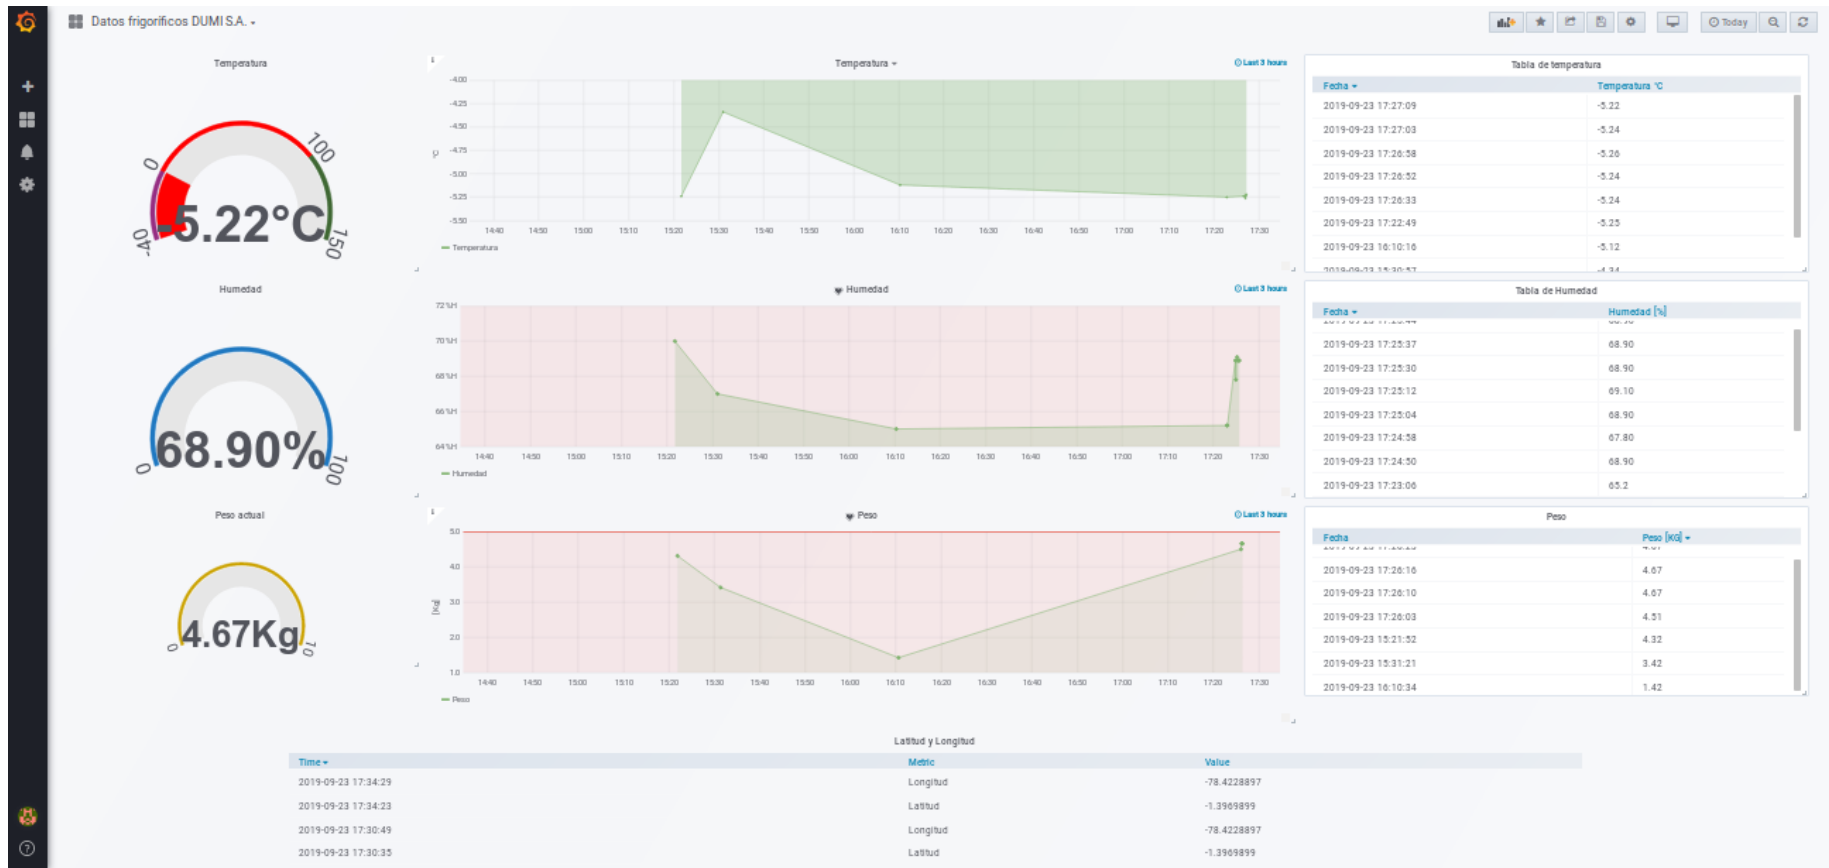 Datos frigoríficos DUMI S.A.
Today
Temperatura
0
100
-40
150
-5.22°C
Temperatura
Last 3 hours
-4.00
-4.25
-4.50
-4.75
-5.00
-5.25
-5.50
°C
14:40 14:50 15:00 15:10 15:20 15:30 15:40 15:50 16:00 16:10 16:20 16:30 16:40 16:50 17:00 17:10 17:20 17:30
Temperatura
Tabla de temperatura
Fecha Temperatura °C
2019-09-23 17:27:09 -5.22
2019-09-23 17:27:03 -5.24
2019-09-23 17:26:58 -5.26
2019-09-23 17:26:52 -5.24
2019-09-23 17:26:33 -5.24
2019-09-23 17:22:49 -5.25
2019-09-23 16:10:16 -5.12
2019-09-23 15:30:57 -4.34
Humedad
0
100
68.90%
Humedad
Last 3 hours
72 %H
70 %H
68 %H
66 %H
64 %H
14:40 14:50 15:00 15:10 15:20 15:30 15:40 15:50 16:00 16:10 16:20 16:30 16:40 16:50 17:00 17:10 17:20 17:30
Humedad
Tabla de Humedad
Fecha Humedad [%]
2019-09-23 17:25:37 68.90
2019-09-23 17:25:30 68.90
2019-09-23 17:25:12 69.10
2019-09-23 17:25:04 68.90
2019-09-23 17:24:58 67.80
2019-09-23 17:24:50 68.90
2019-09-23 17:23:06 65.2
Peso actual
0
10
4.67Kg
Peso
Last 3 hours
5.0
4.0
3.0
2.0
1.0
[Kg]
14:40 14:50 15:00 15:10 15:20 15:30 15:40 15:50 16:00 16:10 16:20 16:30 16:40 16:50 17:00 17:10 17:20 17:30
Peso
Peso
Fecha Peso [KG]
2019-09-23 17:26:16 4.67
2019-09-23 17:26:10 4.67
2019-09-23 17:26:03 4.51
2019-09-23 15:21:52 4.32
2019-09-23 15:31:21 3.42
2019-09-23 16:10:34 1.42
Latitud y Longitud
Time Metric Value
2019-09-23 17:34:29 Longitud -78.4228897
2019-09-23 17:34:23 Latitud -1.3969899
2019-09-23 17:30:49 Longitud -78.4228897
2019-09-23 17:30:35 Latitud -1.3969899